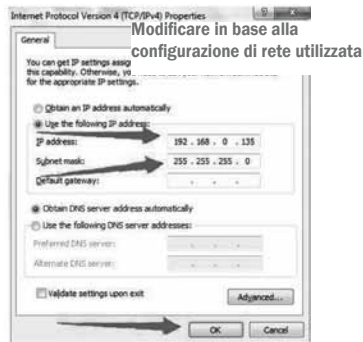 Internet Protocol Version 4 (TCP/IPv4) Properties
Modificare in base alla
configurazione di rete utilizzata
General
You can get IP settings assig
this capability. Otherwise, yo
for the appropriate IP settings.
Obtain an IP address automatically
Use the following IP address:
IP address: 192 . 168 . 0 . 135
Subnet mask: 255 . 255 . 255 . 0
Default gateway: . . .
Obtain DNS server address automatically
Use the following DNS server addresses:
Preferred DNS server: . . .
Alternate DNS server: . . .
Validate settings upon exit
Advanced...
OK Cancel